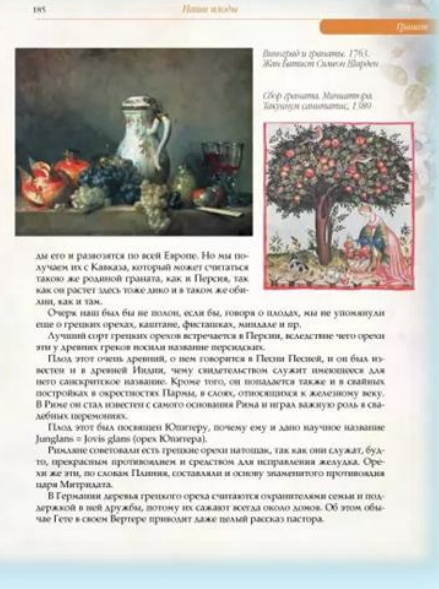 185
Наши плоды
Гранат
Виноград и гранаты. 1763.
Жан Батист Симеон Шарден
Сбор граната. Миниатюра.
Такуинум санитатис, 1389
ды его и развозятся по всей Европе. Но мы по-
лучаем их с Кавказа, который может считаться
такою же родиной граната, как и Персия, так
как он растет здесь тоже дико и в таком же оби-
лии, как и там.
Очерк наш был бы не полон, если бы, говоря о плодах, мы не упомянули
еще о грецких орехах, каштане, фисташках, миндале и пр.
Лучший сорт грецких орехов встречается в Персии, вследствие чего орехи
эти у древних греков носили название персидских.
Плод этот очень древний, о нем говорится в Песни Песней, и он был из-
вестен и в древней Индии, чему свидетельством служит имеющееся для
него санскритское название. Кроме того, он попадается также и в свайных
постройках в окрестностях Пармы, в слоях, относящихся к железному веку.
В Риме он стал известен с самого основания Рима и играл важную роль в сва-
дебных церемониях.
Плод этот был посвящен Юпитеру, почему ему и дано научное название
Junglans = Jovis glans (орех Юпитера).
Римляне советовали есть грецкие орехи натощак, так как они служат, буд-
то, прекрасным противоядием и средством для исправления желудка. Оре-
хи же эти, по словам Плиния, составляли и основу знаменитого противоядия
царя Митридата.
В Германии деревья грецкого ореха считаются охранителями семьи и под-
держкой в ней дружбы, потому их сажают всегда около домов. Об этом обы-
чае Гете в своем Вертере приводит даже целый рассказ пастора.